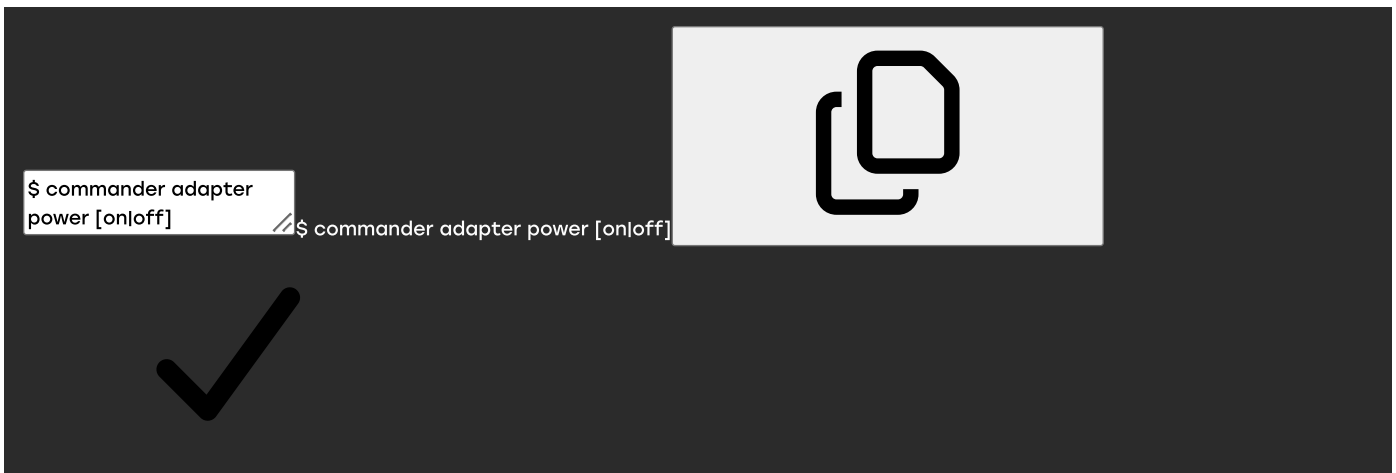 $ commander adapter
power [on|off]
$ commander adapter power [on|off]